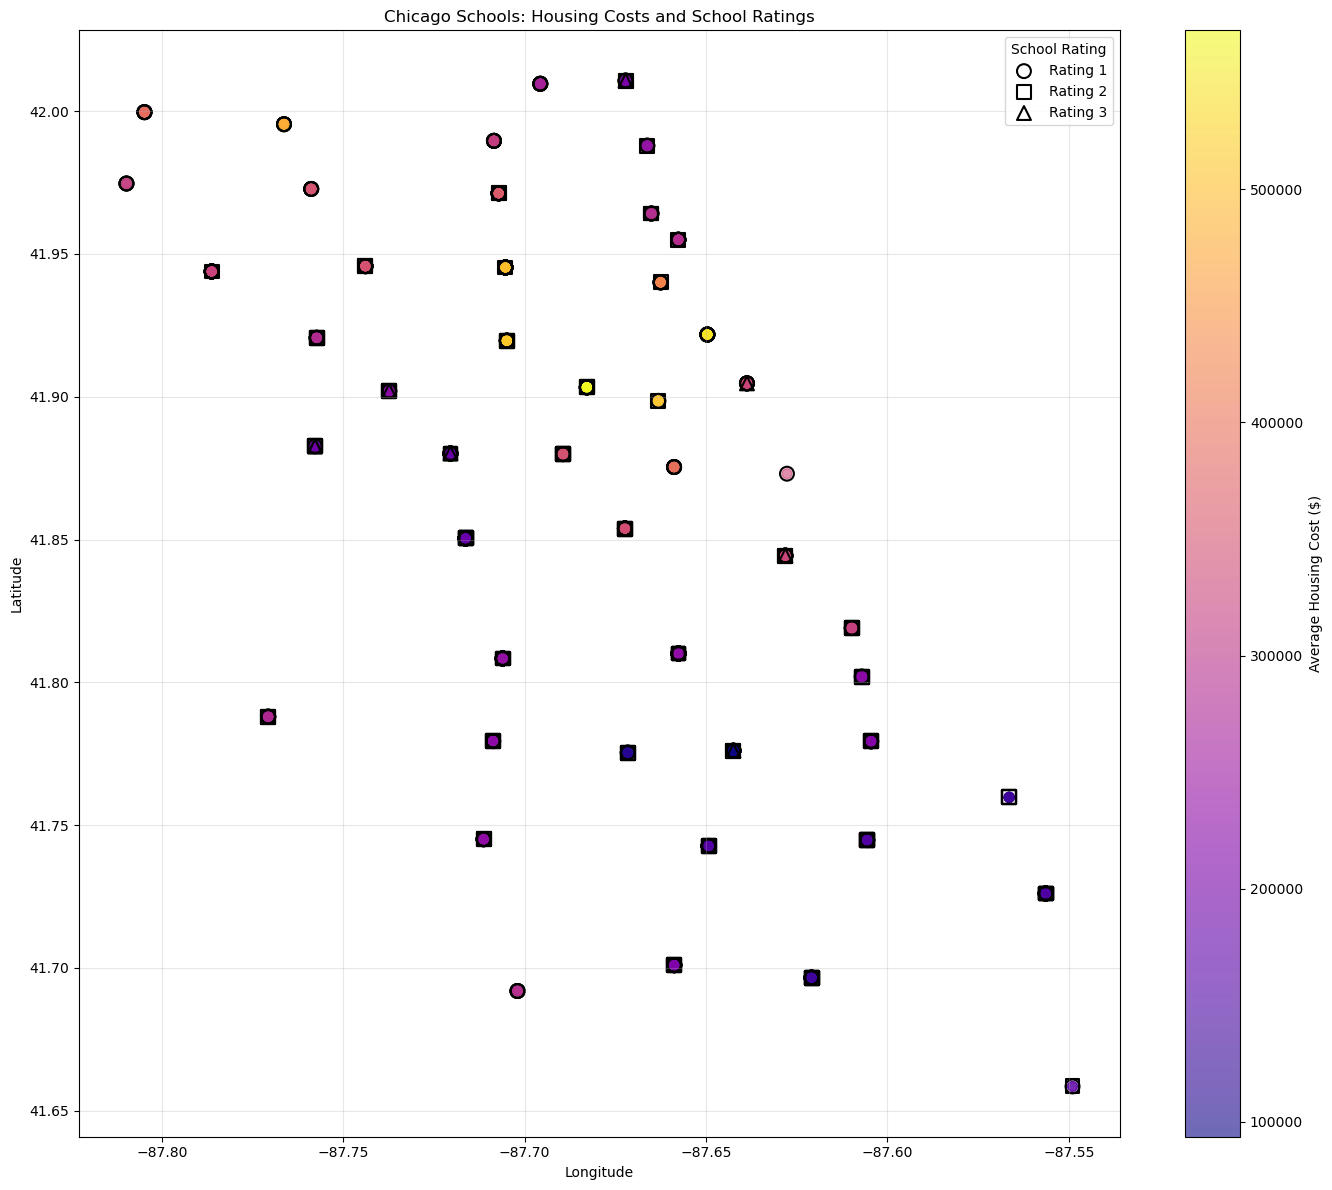 Chicago Schools: Housing Costs and School Ratings
School Rating
Rating 1
Rating 2
Rating 3
42.00
41.95
41.90
41.85
41.80
41.75
41.70
41.65
Latitude
−87.80
−87.75
−87.70
−87.65
−87.60
−87.55
Longitude
500000
400000
300000
200000
100000
Average Housing Cost ($)